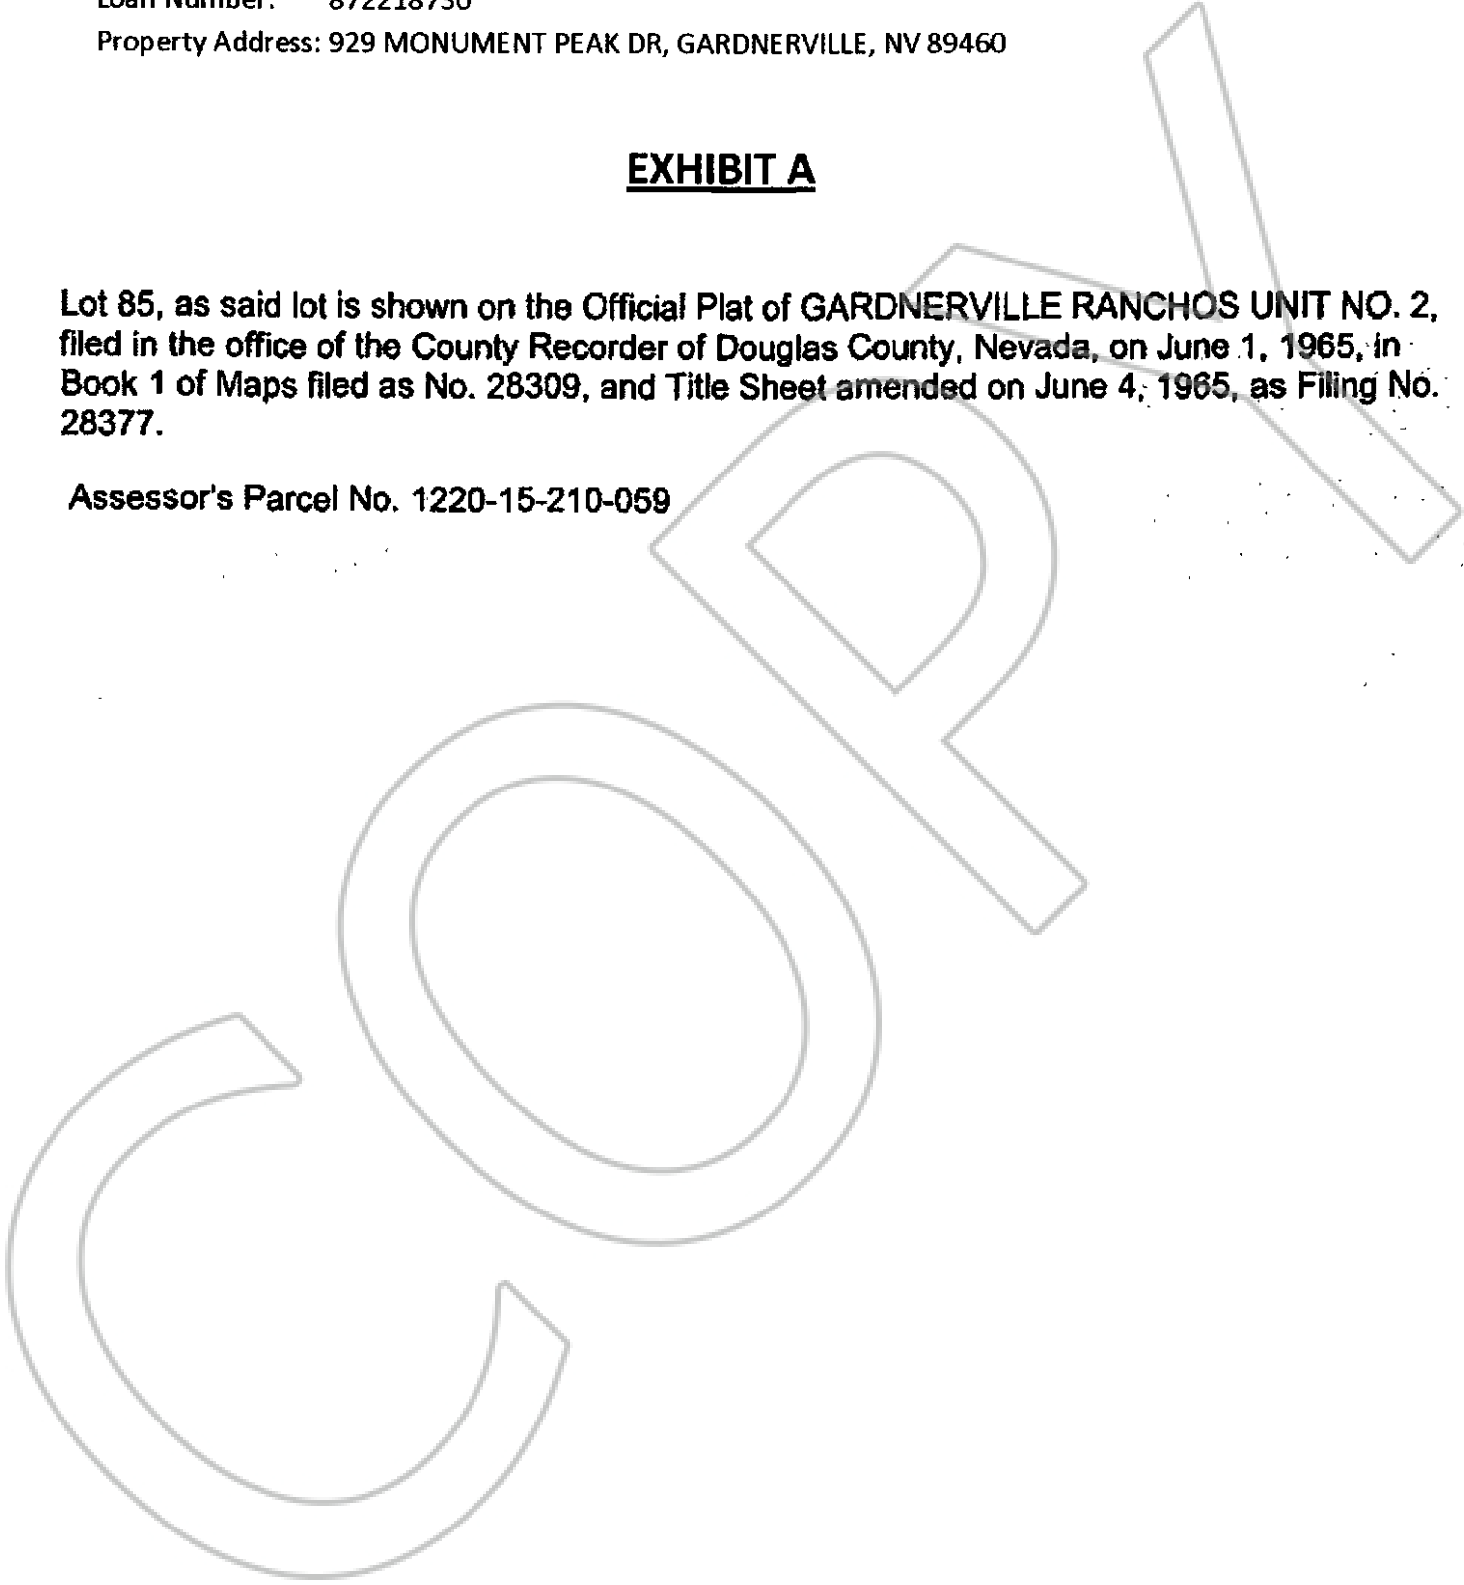 Loan Number: 872218730
Property Address: 929 MONUMENT PEAK DR, GARDNERVILLE, NV 89460
EXHIBIT A
Lot 85, as said lot is shown on the Official Plat of GARDNERVILLE RANCHOS UNIT NO. 2,
filed in the office of the County Recorder of Douglas County, Nevada, on June 1, 1965, in
Book 1 of Maps filed as No. 28309, and Title Sheet amended on June 4, 1965, as Filing No.
28377.
Assessor's Parcel No. 1220-15-210-059
COPY